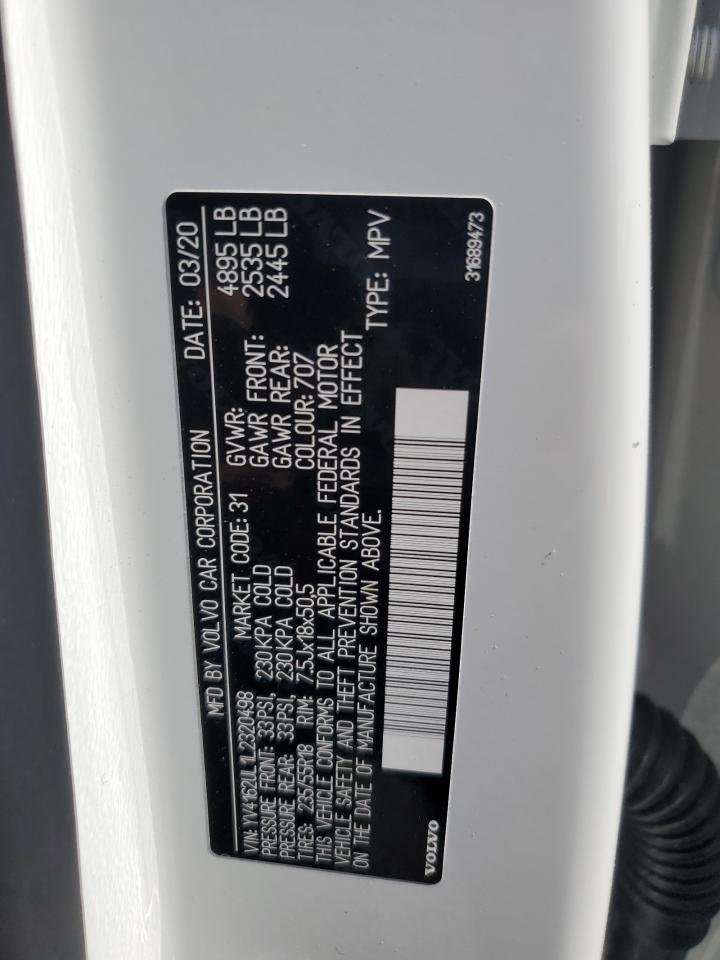 MFD BY VOLVO CAR CORPORATION DATE: 03/20
VIN: YV4162UL1L2320498 MARKET CODE: 31 GVWR: 4895 LB
PRESSURE FRONT: 33PSI, 230KPA COLD GAWR FRONT: 2535 LB
PRESSURE REAR: 33PSI, 230KPA COLD GAWR REAR: 2445 LB
TIRES: 235/55R18 RIM: 7.5Jx18x50,5 COLOUR: 707
THIS VEHICLE CONFORMS TO ALL APPLICABLE FEDERAL MOTOR
VEHICLE SAFETY AND THEFT PREVENTION STANDARDS IN EFFECT
ON THE DATE OF MANUFACTURE SHOWN ABOVE. TYPE: MPV
VOLVO 31689473